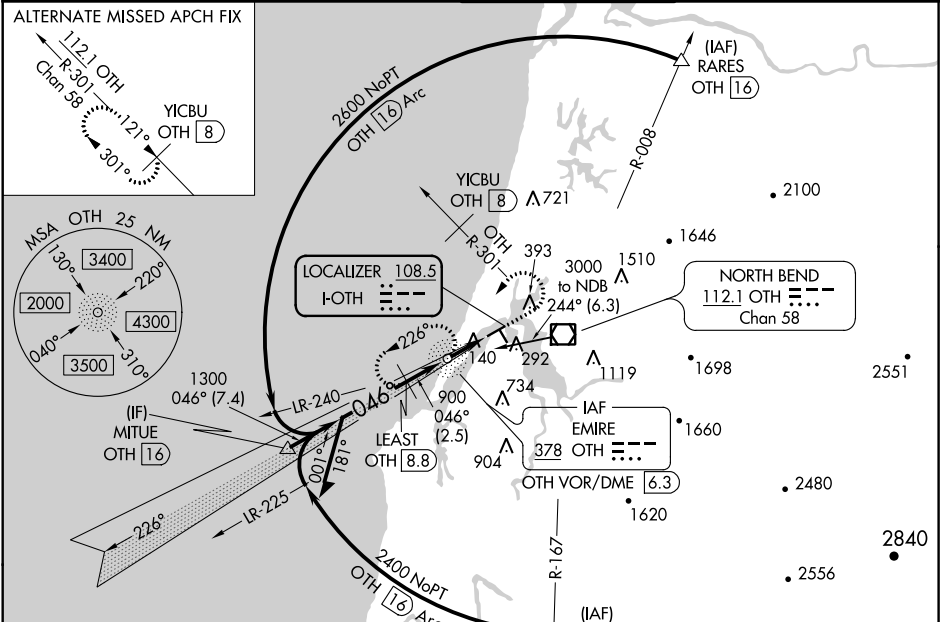 ALTERNATE MISSED APCH FIX
112.1 OTH
R-301
Chan 58
121°
301°
YICBU
OTH 8
2600 NoPT
OTH 16 Arc
(IAF)
RARES
OTH 16
R-008
2100
YICBU
OTH 8
721
OTH
R-301
1646
MSA OTH 25 NM
130°
3400
220°
2000
4300
040°
3500
310°
LOCALIZER 108.5
I-OTH
393
3000
to NDB
244° (6.3)
1510
NORTH BEND
112.1 OTH
Chan 58
226°
140
292
1119
1698
2551
1300
046° (7.4)
LR-240
046°
900
046°
(2.5)
734
(IF)
MITUE
OTH 16
LEAST
OTH 8.8
IAF
EMIRE
378 OTH
OTH VOR/DME 6.3
1660
904
001°
181°
LR-225
226°
2480
1620
2840
2400 NoPT
OTH 16 Arc
R-167
2556
(IAF)